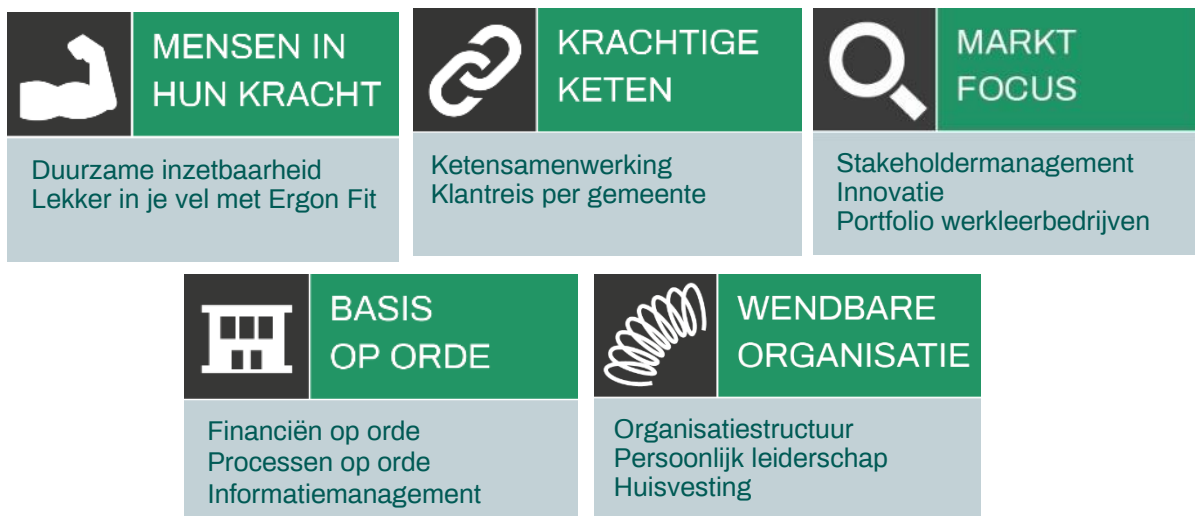 MENSEN IN
HUN KRACHT
Duurzame inzetbaarheid
Lekker in je vel met Ergon Fit
KRACHTIGE
KETEN
Ketensamenwerking
Klantreis per gemeente
MARKT
FOCUS
Stakeholdermanagement
Innovatie
Portfolio werkleerbedrijven
BASIS
OP ORDE
Financiën op orde
Processen op orde
Informatiemanagement
WENDBARE
ORGANISATIE
Organisatiestructuur
Persoonlijk leiderschap
Huisvesting